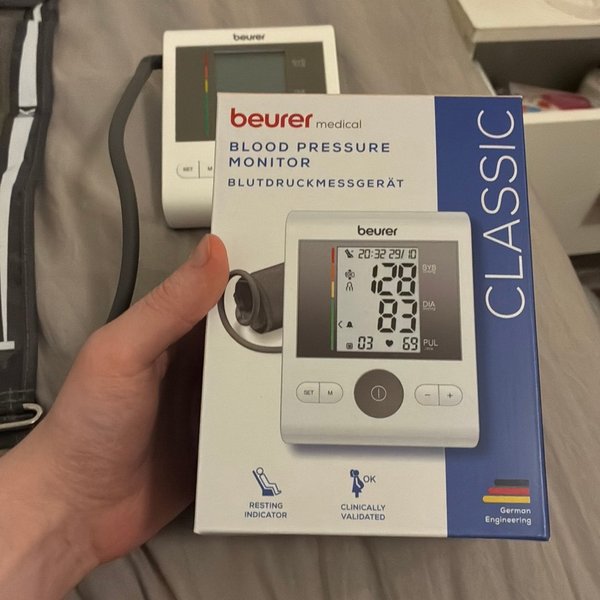 beurer
SET M
beurer medical
BLOOD PRESSURE
MONITOR
BLUTDRUCKMESSGERÄT
CLASSIC
beurer
20:32 29/10
128 SYS
83 DIA
03 69 PUL
SET M - +
OK
RESTING
INDICATOR
CLINICALLY
VALIDATED
German
Engineering